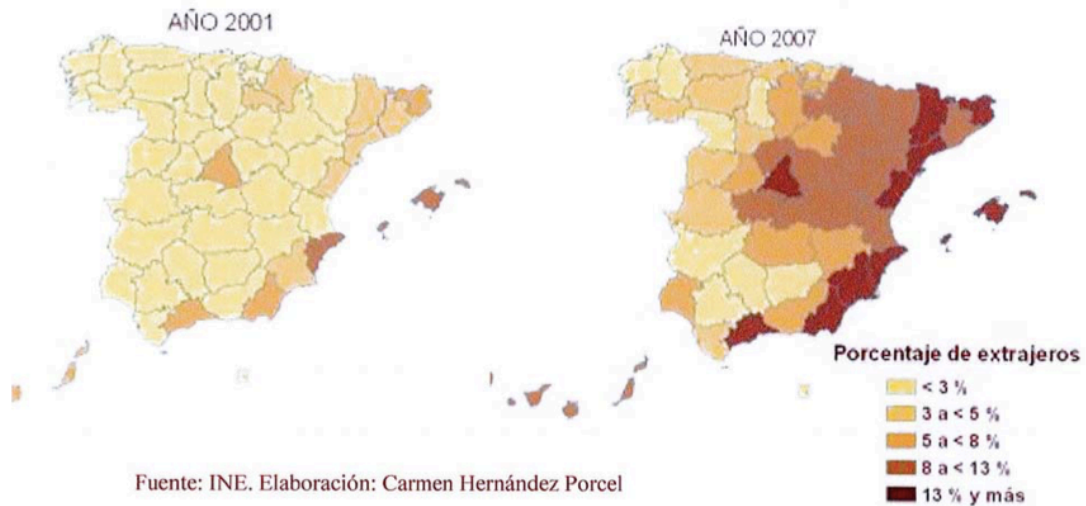 AÑO 2001
AÑO 2007
Porcentaje de extrajeros
< 3 %
3 a < 5 %
5 a < 8 %
8 a < 13 %
13 % y más
Fuente: INE. Elaboración: Carmen Hernández Porcel